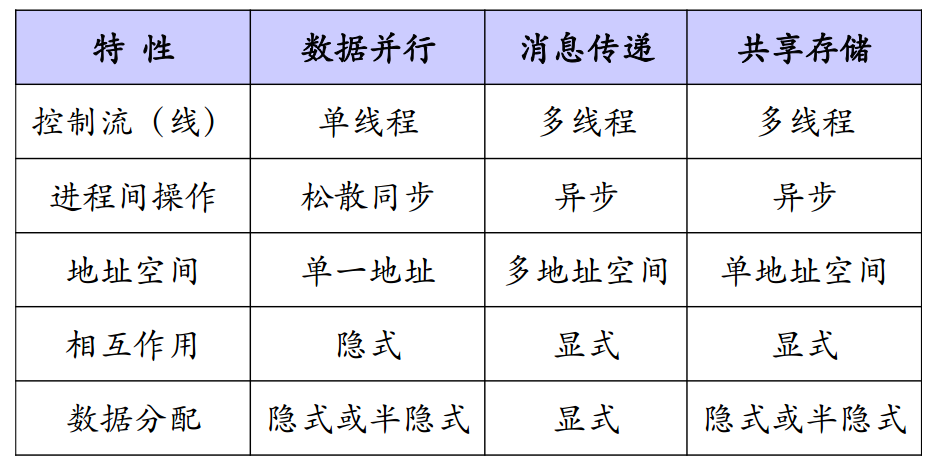 特 性 数据并行 消息传递 共享存储
控制流（线） 单线程 多线程 多线程
进程间操作 松散同步 异步 异步
地址空间 单一地址 多地址空间 单地址空间
相互作用 隐式 显式 显式
数据分配 隐式或半隐式 显式 隐式或半隐式